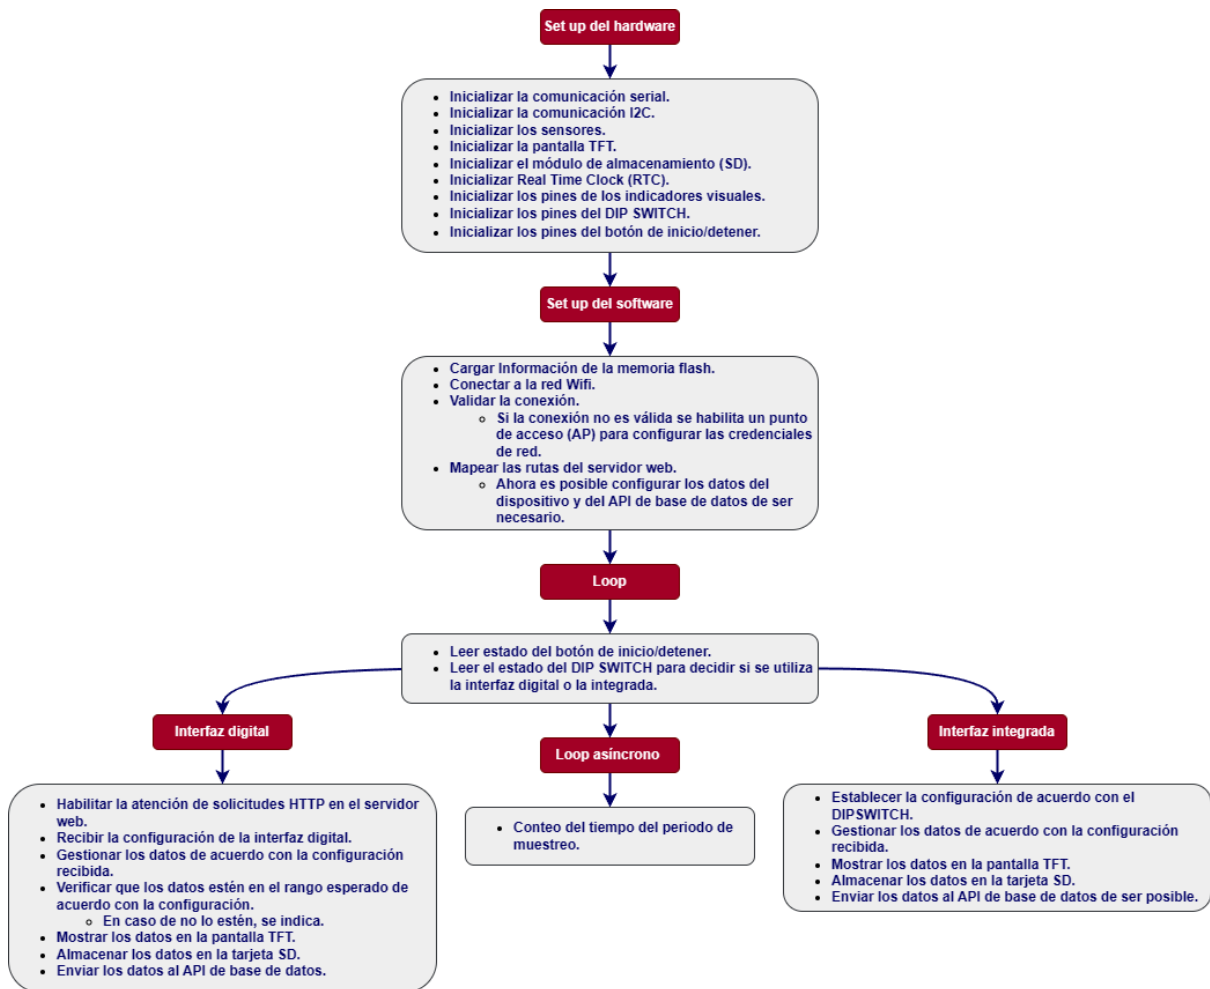 Set up del hardware
Inicializar la comunicación serial.
Inicializar la comunicación I2C.
Inicializar los sensores.
Inicializar la pantalla TFT.
Inicializar el módulo de almacenamiento (SD).
Inicializar Real Time Clock (RTC).
Inicializar los pines de los indicadores visuales.
Inicializar los pines del DIP SWITCH.
Inicializar los pines del botón de inicio/detener.
Set up del software
Cargar Información de la memoria flash.
Conectar a la red Wifi.
Validar la conexión.
Si la conexión no es válida se habilita un punto
de acceso (AP) para configurar las credenciales
de red.
Mapear las rutas del servidor web.
Ahora es posible configurar los datos del
dispositivo y del API de base de datos de ser
necesario.
Loop
Leer estado del botón de inicio/detener.
Leer el estado del DIP SWITCH para decidir si se utiliza
la interfaz digital o la integrada.
Interfaz digital
Habilitar la atención de solicitudes HTTP en el servidor
web.
Recibir la configuración de la interfaz digital.
Gestionar los datos de acuerdo con la configuración
recibida.
Verificar que los datos estén en el rango esperado de
acuerdo con la configuración.
En caso de no lo estén, se indica.
Mostrar los datos en la pantalla TFT.
Almacenar los datos en la tarjeta SD.
Enviar los datos al API de base de datos.
Loop asíncrono
Conteo del tiempo del periodo de
muestreo.
Interfaz integrada
Establecer la configuración de acuerdo con el
DIPSWITCH.
Gestionar los datos de acuerdo con la configuración
recibida.
Mostrar los datos en la pantalla TFT.
Almacenar los datos en la tarjeta SD.
Enviar los datos al API de base de datos de ser posible.